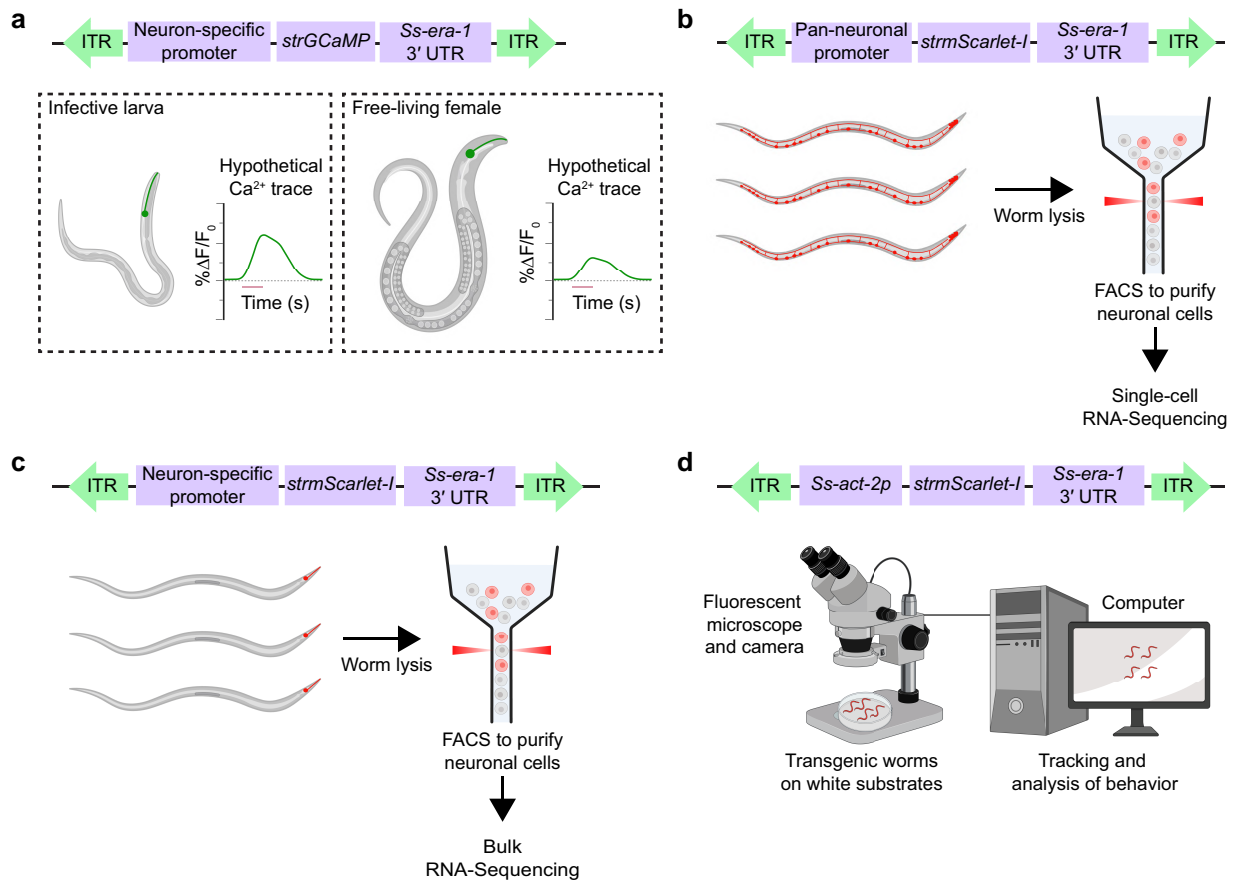 a
ITR
Neuron-specific
promoter
strGCaMP
Ss-era-1
3′ UTR
ITR
Infective larva
Hypothetical
Ca²⁺ trace
%ΔF/F₀
Time (s)
Free-living female
Hypothetical
Ca²⁺ trace
%ΔF/F₀
Time (s)
b
ITR
Pan-neuronal
promoter
strmScarlet-I
Ss-era-1
3′ UTR
ITR
Worm lysis
FACS to purify
neuronal cells
Single-cell
RNA-Sequencing
c
ITR
Neuron-specific
promoter
strmScarlet-I
Ss-era-1
3′ UTR
ITR
Worm lysis
FACS to purify
neuronal cells
Bulk
RNA-Sequencing
d
ITR
Ss-act-2p
strmScarlet-I
Ss-era-1
3′ UTR
ITR
Fluorescent
microscope
and camera
Computer
Transgenic worms
on white substrates
Tracking and
analysis of behavior